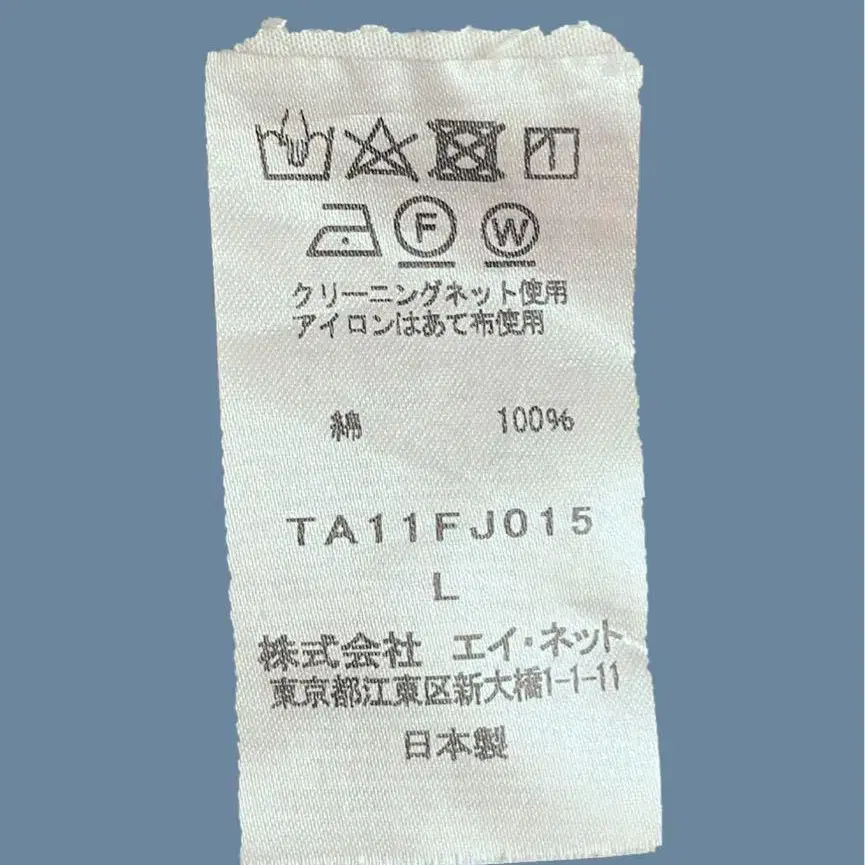 F W
クリーニングネット使用
アイロンはあて布使用
綿 100%
TA11FJ015
L
株式会社 エイ・ネット
東京都江東区新大橋1-1-11
日本製